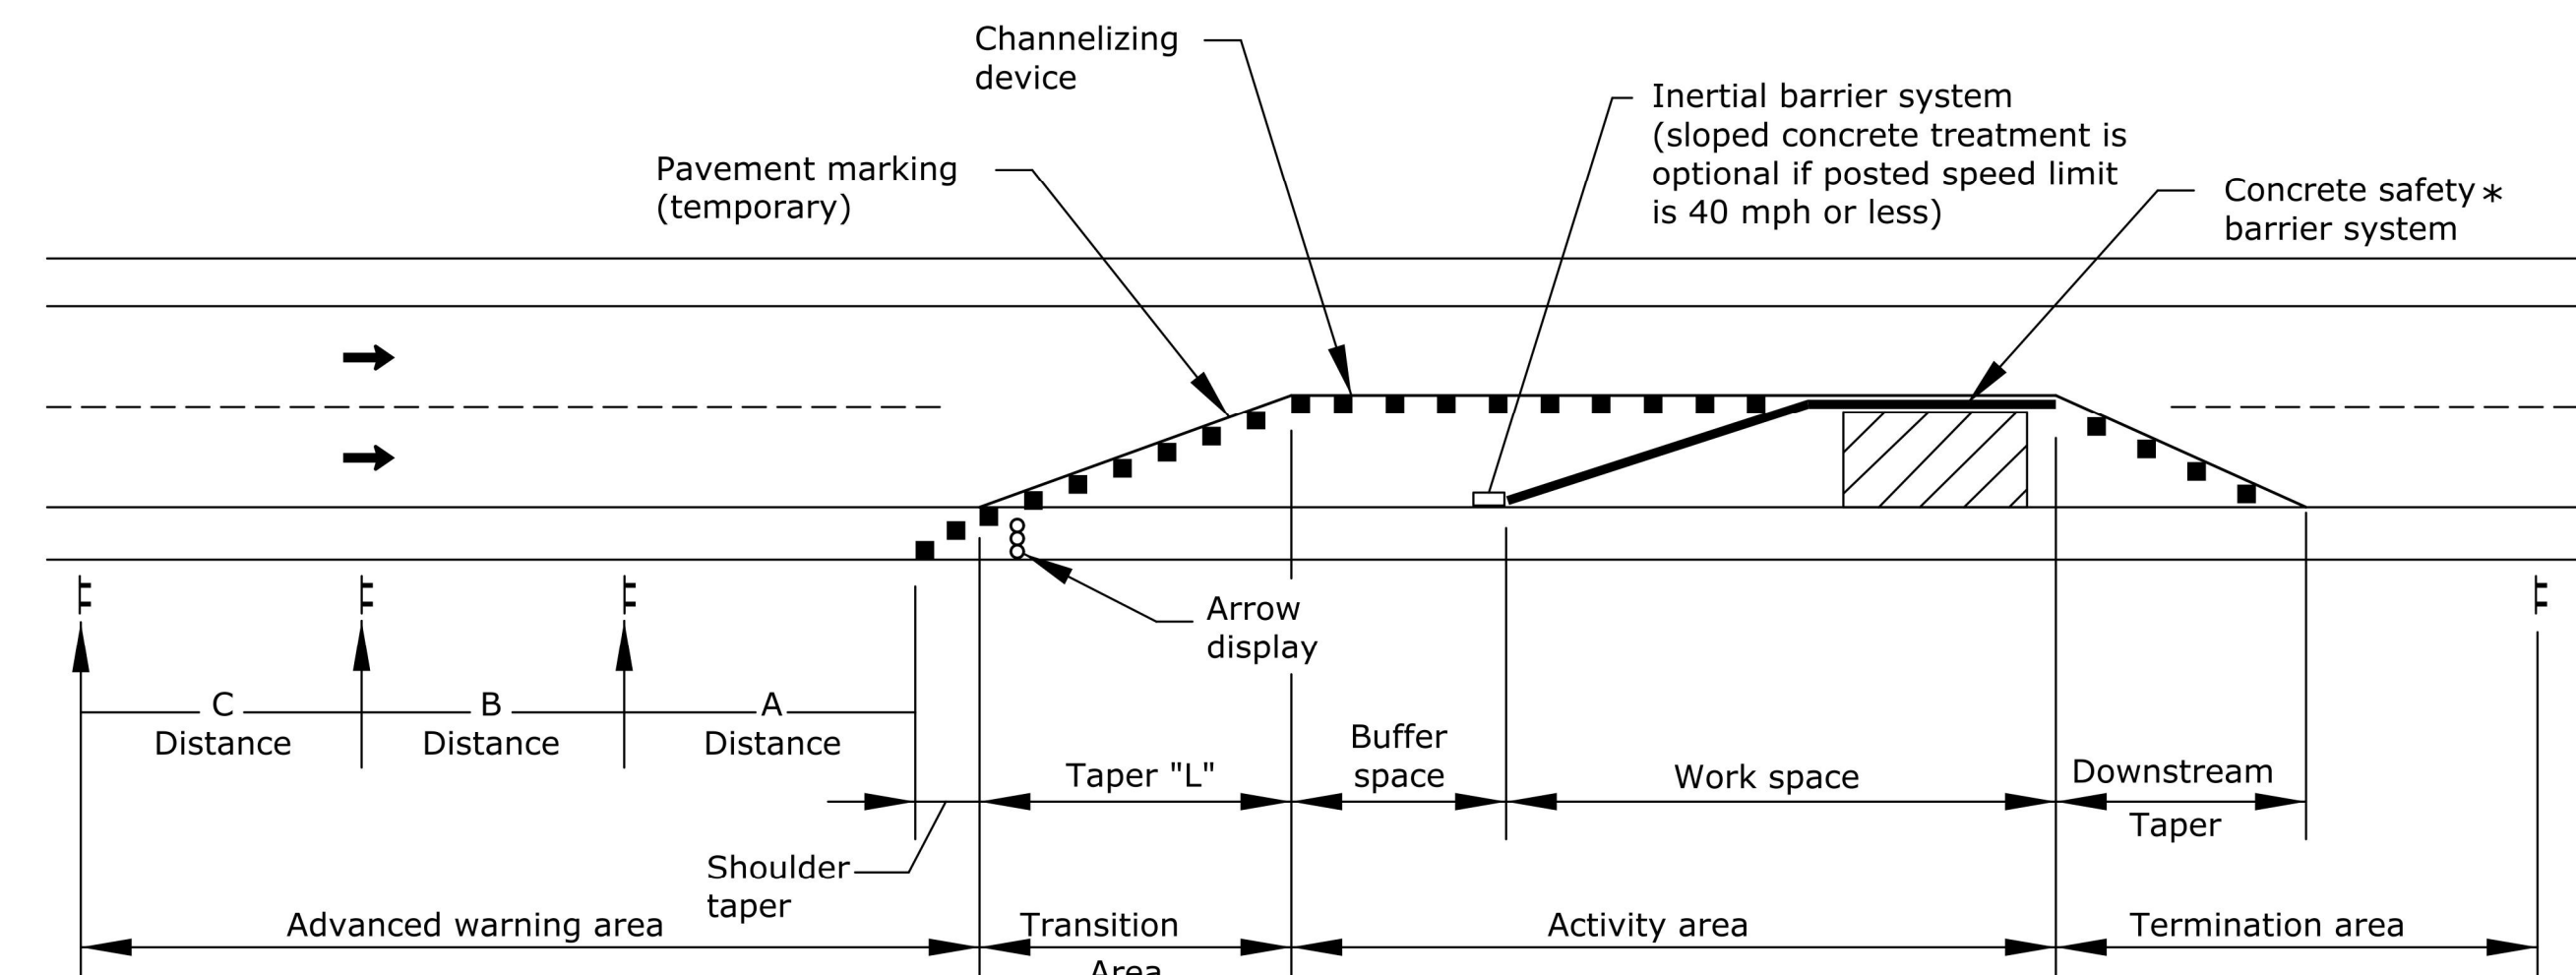 Channelizing
device
Inertial barrier system
(sloped concrete treatment is
optional if posted speed limit
is 40 mph or less)
Pavement marking
(temporary)
Concrete safety*
barrier system
Arrow
display
C
Distance
B
Distance
A
Distance
Taper "L"
Buffer
space
Work space
Downstream
Taper
Shoulder
taper
Advanced warning area
Transition
Area
Activity area
Termination area